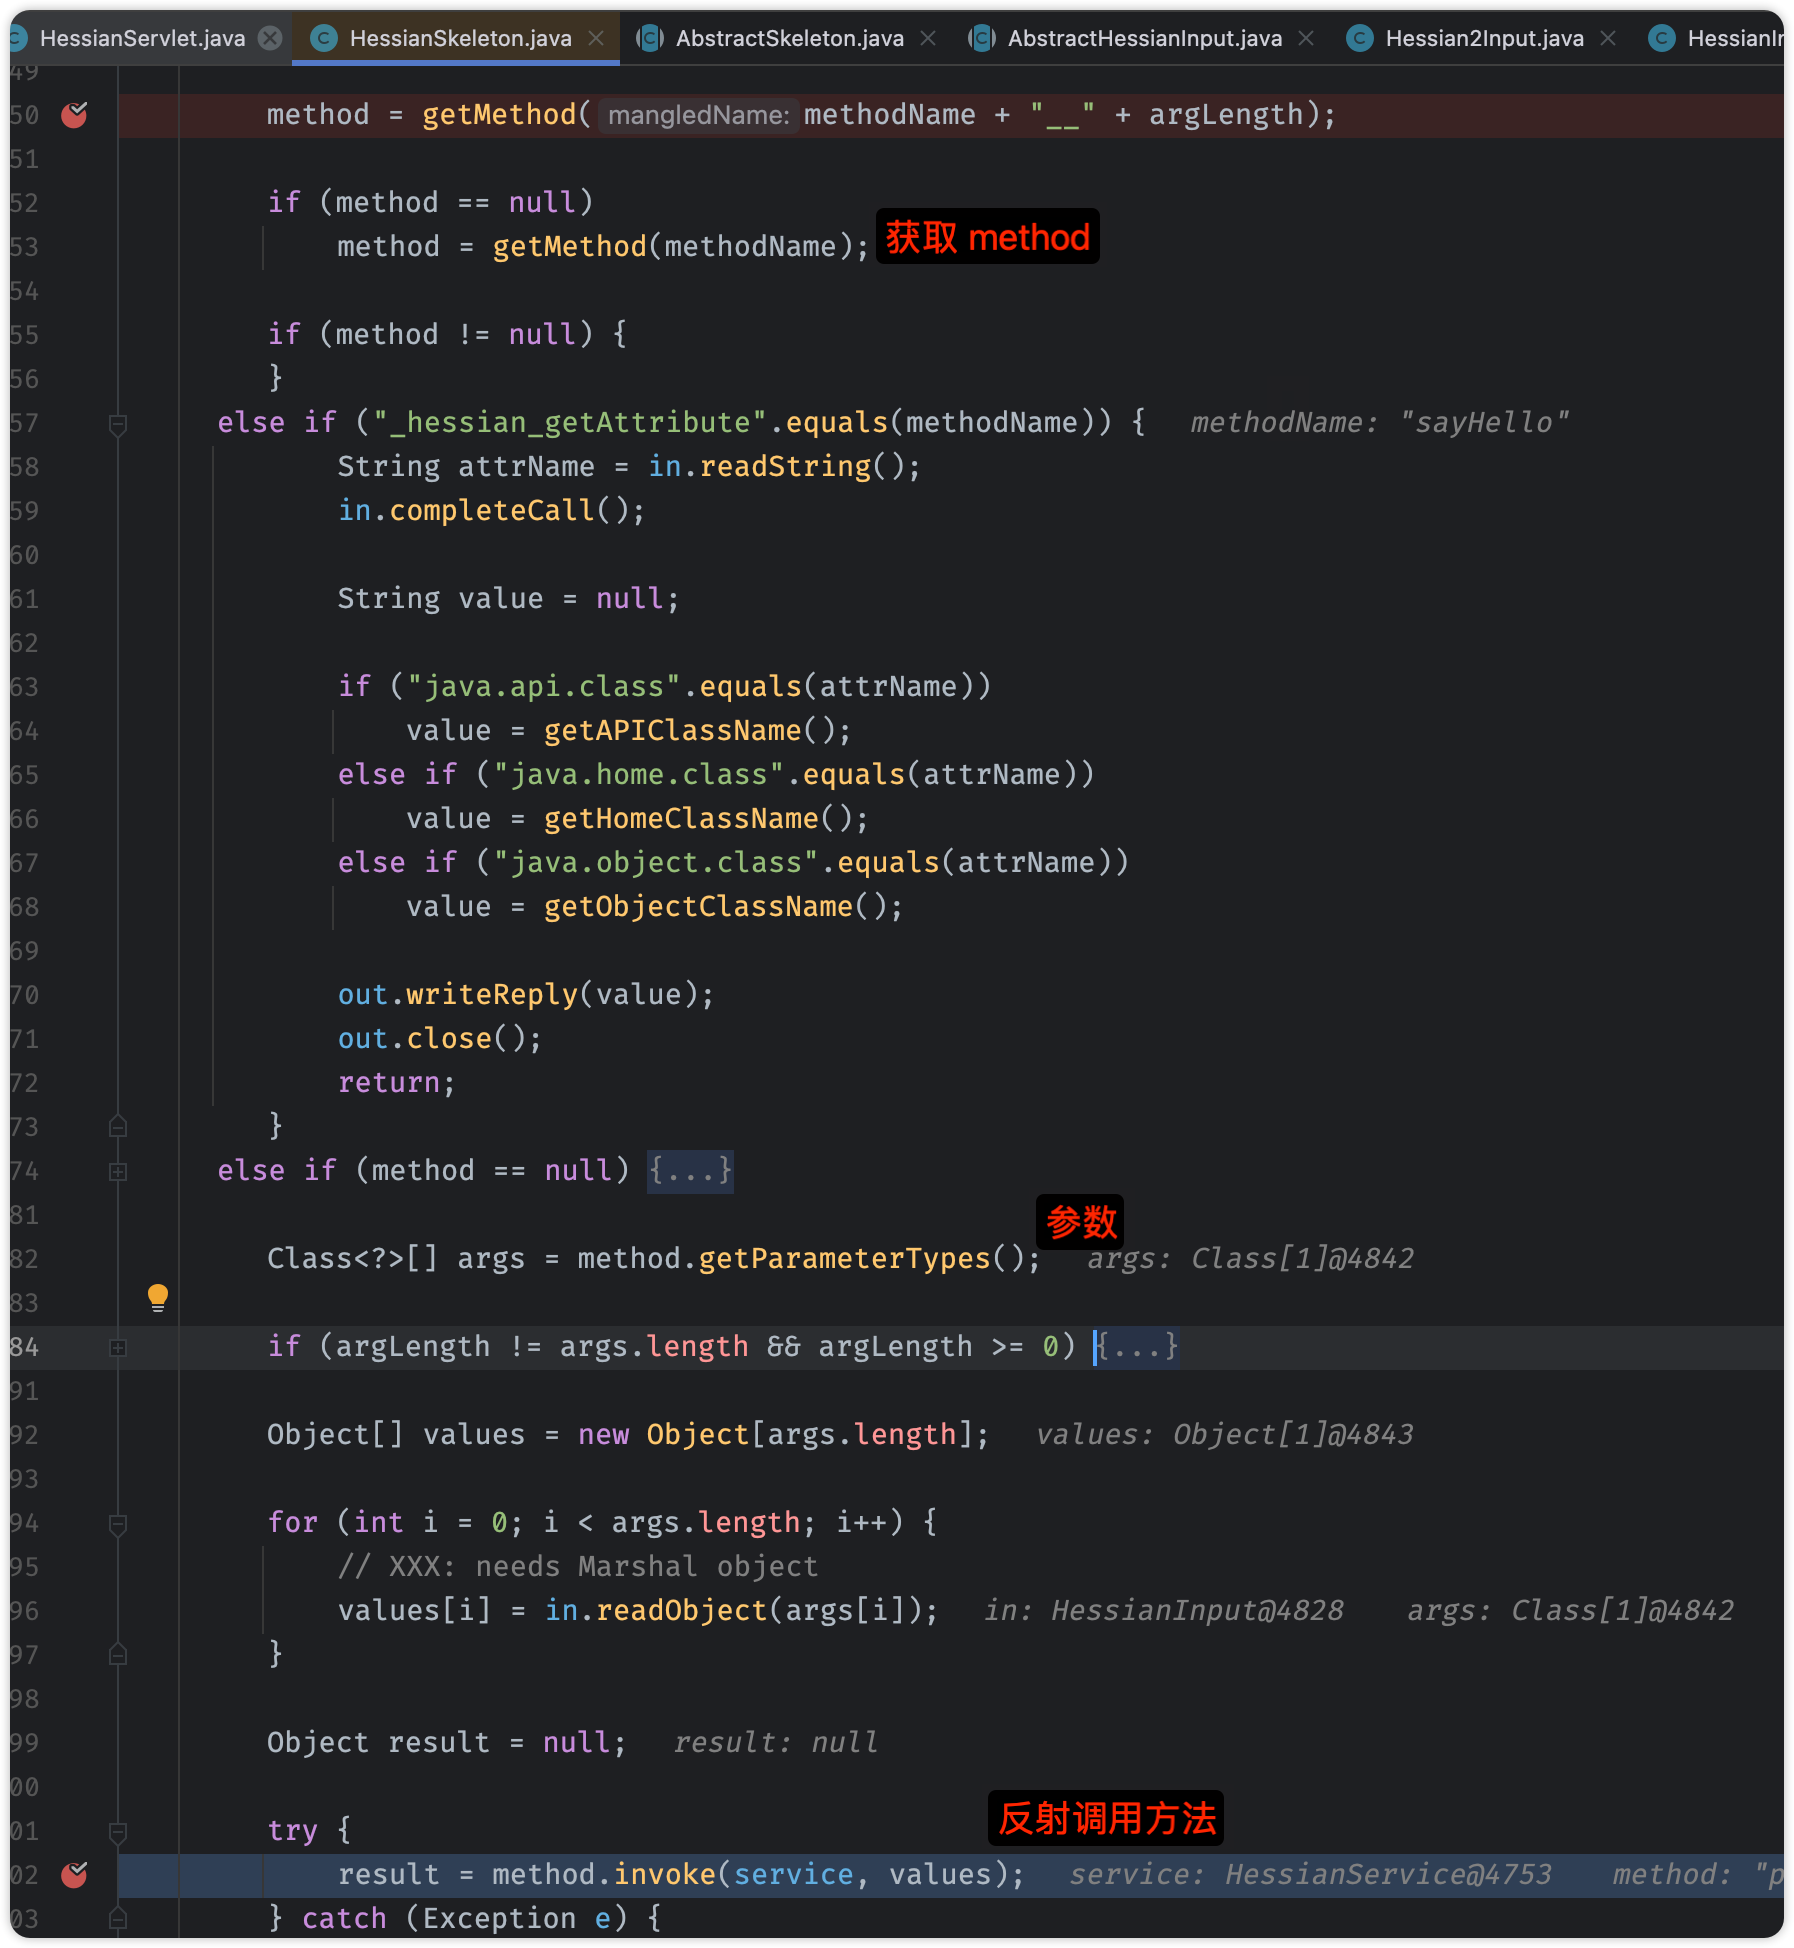 HessianServlet.java HessianSkeleton.java AbstractSkeleton.java AbstractHessianInput.java Hessian2Input.java HessianIn
49
50 method = getMethod( mangledName: methodName + "__" + argLength);
51
52 if (method == null)
53 method = getMethod(methodName); 获取 method
54
55 if (method != null) {
56 }
57 else if ("_hessian_getAttribute".equals(methodName)) { methodName: "sayHello"
58 String attrName = in.readString();
59 in.completeCall();
60
61 String value = null;
62
63 if ("java.api.class".equals(attrName))
64 value = getAPIClassName();
65 else if ("java.home.class".equals(attrName))
66 value = getHomeClassName();
67 else if ("java.object.class".equals(attrName))
68 value = getObjectClassName();
69
70 out.writeReply(value);
71 out.close();
72 return;
73 }
74 else if (method == null) {...}
81 参数
82 Class<?>[] args = method.getParameterTypes(); args: Class[1]@4842
83
84 if (argLength != args.length && argLength >= 0) {...}
91
92 Object[] values = new Object[args.length]; values: Object[1]@4843
93
94 for (int i = 0; i < args.length; i++) {
95 // XXX: needs Marshal object
96 values[i] = in.readObject(args[i]); in: HessianInput@4828 args: Class[1]@4842
97 }
98
99 Object result = null; result: null
00
01 try { 反射调用方法
02 result = method.invoke(service, values); service: HessianService@4753 method: "p
03 } catch (Exception e) {